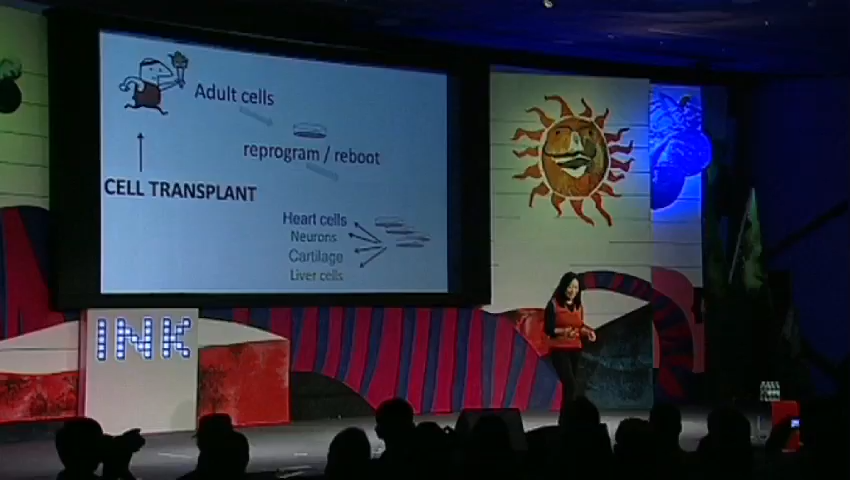 Adult cells
reprogram / reboot
CELL TRANSPLANT
Heart cells
Neurons
Cartilage
Liver cells
INK